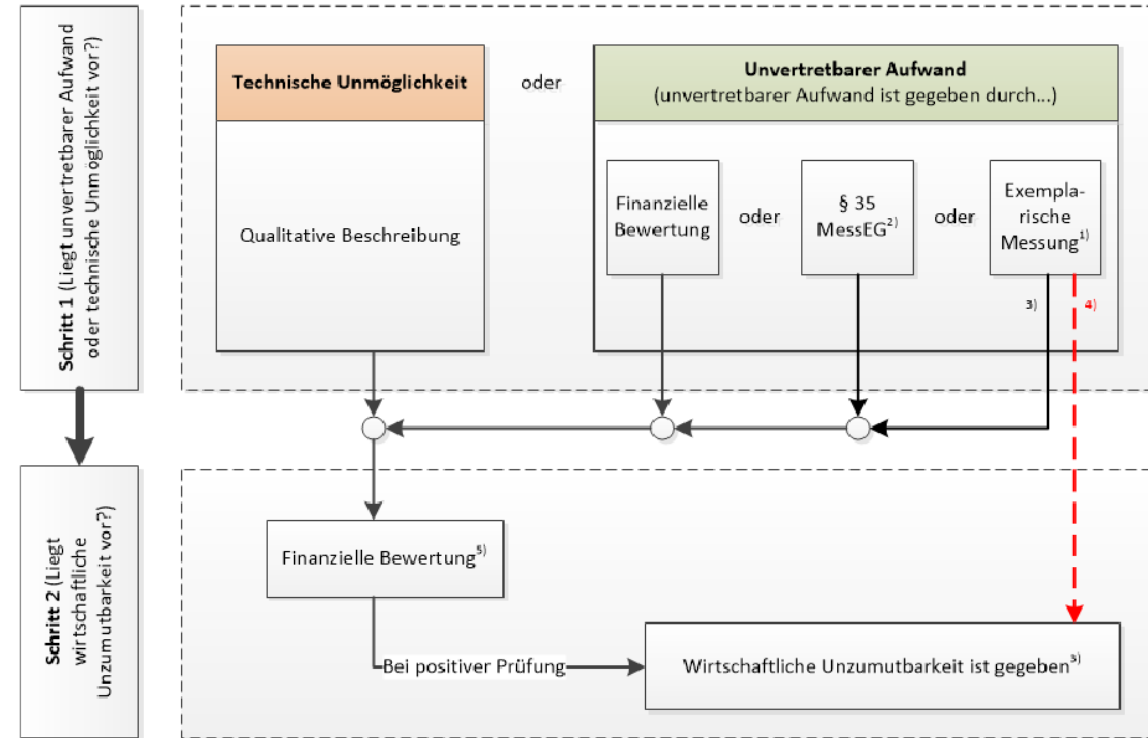 Schritt 1 (Liegt unvertretbarer Aufwand
oder technische Unmöglichkeit vor?)
Technische Unmöglichkeit
Qualitative Beschreibung
oder
Unvertretbarer Aufwand
(unvertretbarer Aufwand ist gegeben durch...)
Finanzielle
Bewertung
oder
§ 35
MessEG²⁾
oder
Exempla-
rische
Messung¹⁾
3)
4)
Schritt 2 (Liegt
wirtschaftliche
Unzumutbarkeit vor?)
Finanzielle Bewertung⁵⁾
Bei positiver Prüfung
Wirtschaftliche Unzumutbarkeit ist gegeben³⁾